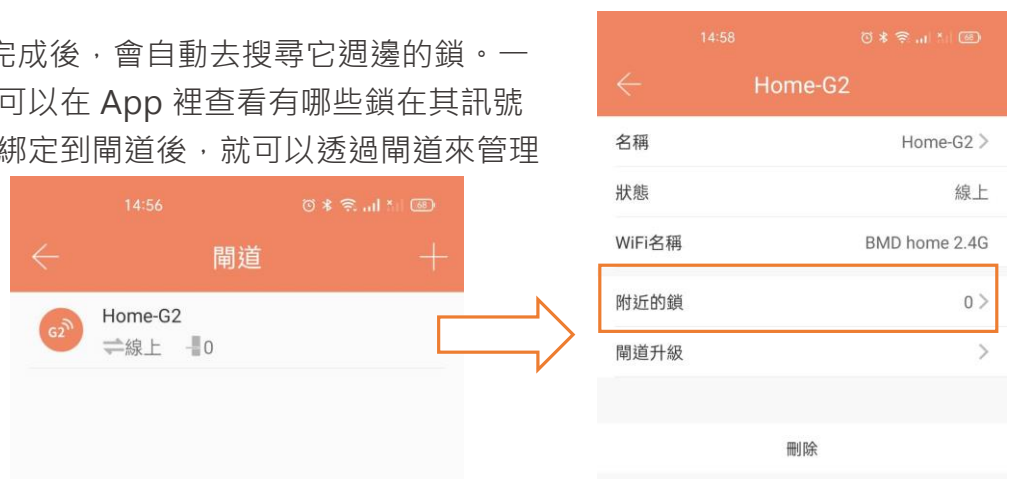 完成後，會自動去搜尋它週邊的鎖。一
可以在 App 裡查看有哪些鎖在其訊號
綁定到閘道後，就可以透過閘道來管理
14:56
68
閘道
G2
Home-G2
線上
0
14:58
68
Home-G2
名稱 Home-G2
狀態 線上
WiFi名稱 BMD home 2.4G
附近的鎖 0
閘道升級
刪除